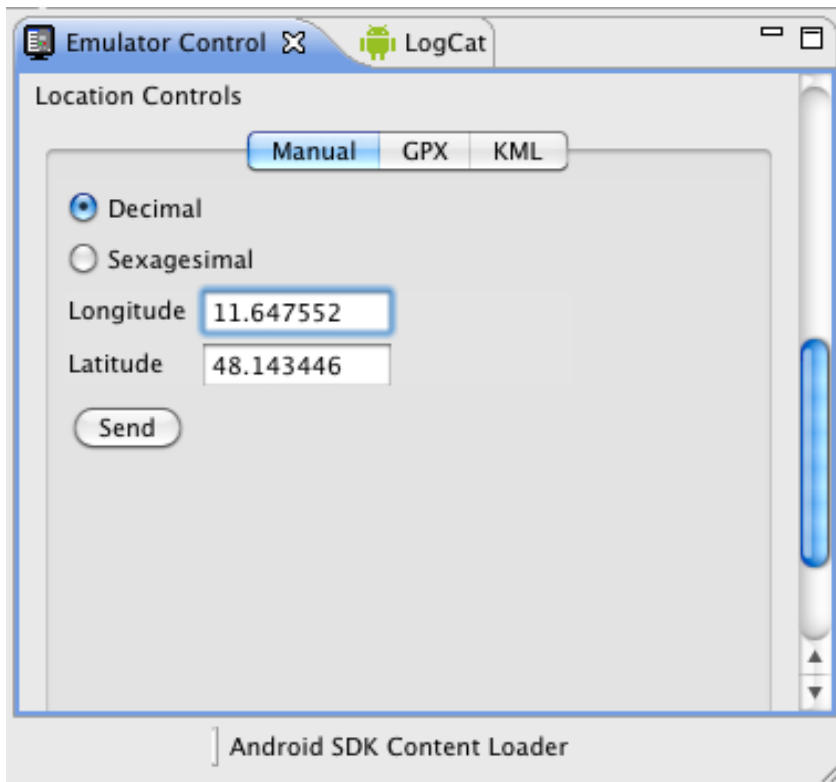 Emulator Control LogCat
Location Controls
Manual GPX KML
Decimal
Sexagesimal
Longitude 11.647552
Latitude 48.143446
Send
Android SDK Content Loader